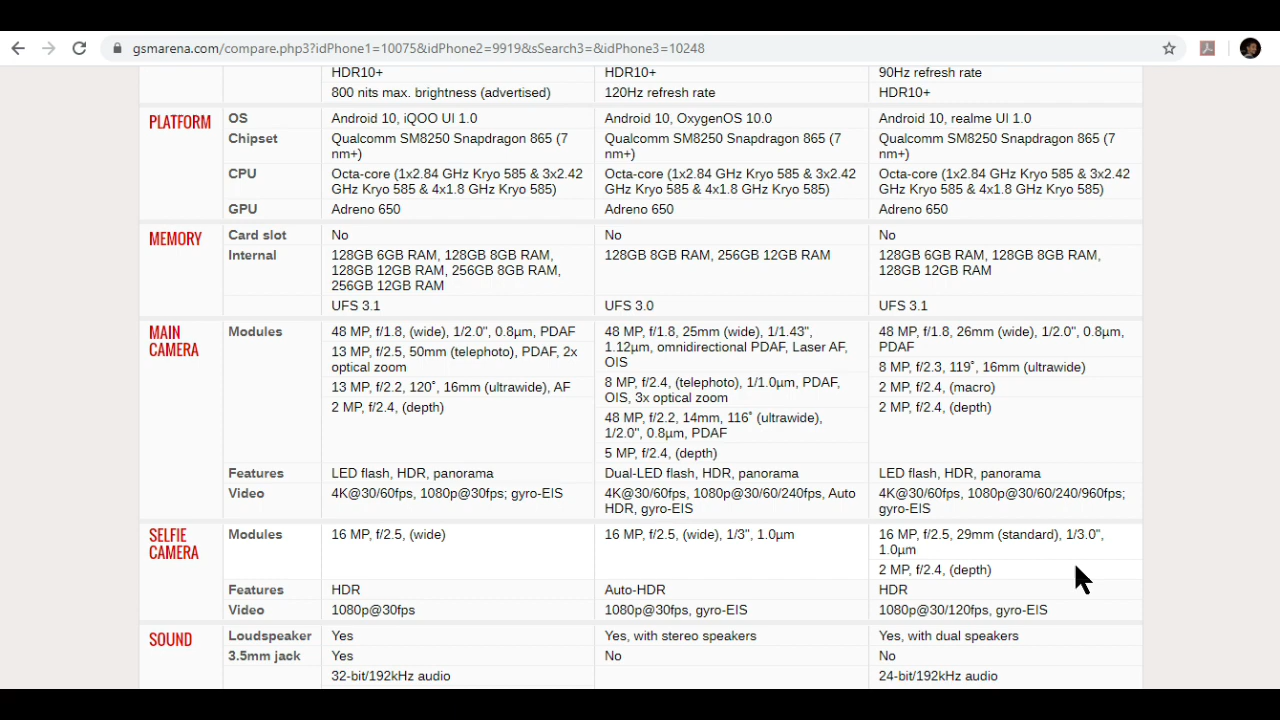 gsmarena.com/compare.php3?idPhone1=10075&idPhone2=9919&sSearch3=&idPhone3=10248
HDR10+ HDR10+ 90Hz refresh rate
800 nits max. brightness (advertised) 120Hz refresh rate HDR10+
PLATFORM OS Android 10, iQOO UI 1.0 Android 10, OxygenOS 10.0 Android 10, realme UI 1.0
Chipset Qualcomm SM8250 Snapdragon 865 (7 Qualcomm SM8250 Snapdragon 865 (7 Qualcomm SM8250 Snapdragon 865 (7
nm+) nm+) nm+)
CPU Octa-core (1x2.84 GHz Kryo 585 & 3x2.42 Octa-core (1x2.84 GHz Kryo 585 & 3x2.42 Octa-core (1x2.84 GHz Kryo 585 & 3x2.42
GHz Kryo 585 & 4x1.8 GHz Kryo 585) GHz Kryo 585 & 4x1.8 GHz Kryo 585) GHz Kryo 585 & 4x1.8 GHz Kryo 585)
GPU Adreno 650 Adreno 650 Adreno 650
MEMORY Card slot No No No
Internal 128GB 6GB RAM, 128GB 8GB RAM, 128GB 8GB RAM, 256GB 12GB RAM 128GB 6GB RAM, 128GB 8GB RAM,
128GB 12GB RAM, 256GB 8GB RAM, 128GB 12GB RAM
256GB 12GB RAM
UFS 3.1 UFS 3.0 UFS 3.1
MAIN CAMERA Modules 48 MP, f/1.8, (wide), 1/2.0", 0.8µm, PDAF 48 MP, f/1.8, 25mm (wide), 1/1.43", 48 MP, f/1.8, 26mm (wide), 1/2.0", 0.8µm,
13 MP, f/2.5, 50mm (telephoto), PDAF, 2x 1.12µm, omnidirectional PDAF, Laser AF, PDAF
optical zoom OIS 8 MP, f/2.3, 119˚, 16mm (ultrawide)
13 MP, f/2.2, 120˚, 16mm (ultrawide), AF 8 MP, f/2.4, (telephoto), 1/1.0µm, PDAF, 2 MP, f/2.4, (macro)
2 MP, f/2.4, (depth) OIS, 3x optical zoom 2 MP, f/2.4, (depth)
48 MP, f/2.2, 14mm, 116˚ (ultrawide),
1/2.0", 0.8µm, PDAF
5 MP, f/2.4, (depth)
Features LED flash, HDR, panorama Dual-LED flash, HDR, panorama LED flash, HDR, panorama
Video 4K@30/60fps, 1080p@30fps; gyro-EIS 4K@30/60fps, 1080p@30/60/240fps, Auto 4K@30/60fps, 1080p@30/60/240/960fps;
HDR, gyro-EIS gyro-EIS
SELFIE CAMERA Modules 16 MP, f/2.5, (wide) 16 MP, f/2.5, (wide), 1/3", 1.0µm 16 MP, f/2.5, 29mm (standard), 1/3.0",
1.0µm
2 MP, f/2.4, (depth)
Features HDR Auto-HDR HDR
Video 1080p@30fps 1080p@30fps, gyro-EIS 1080p@30/120fps, gyro-EIS
SOUND Loudspeaker Yes Yes, with stereo speakers Yes, with dual speakers
3.5mm jack Yes No No
32-bit/192kHz audio 24-bit/192kHz audio